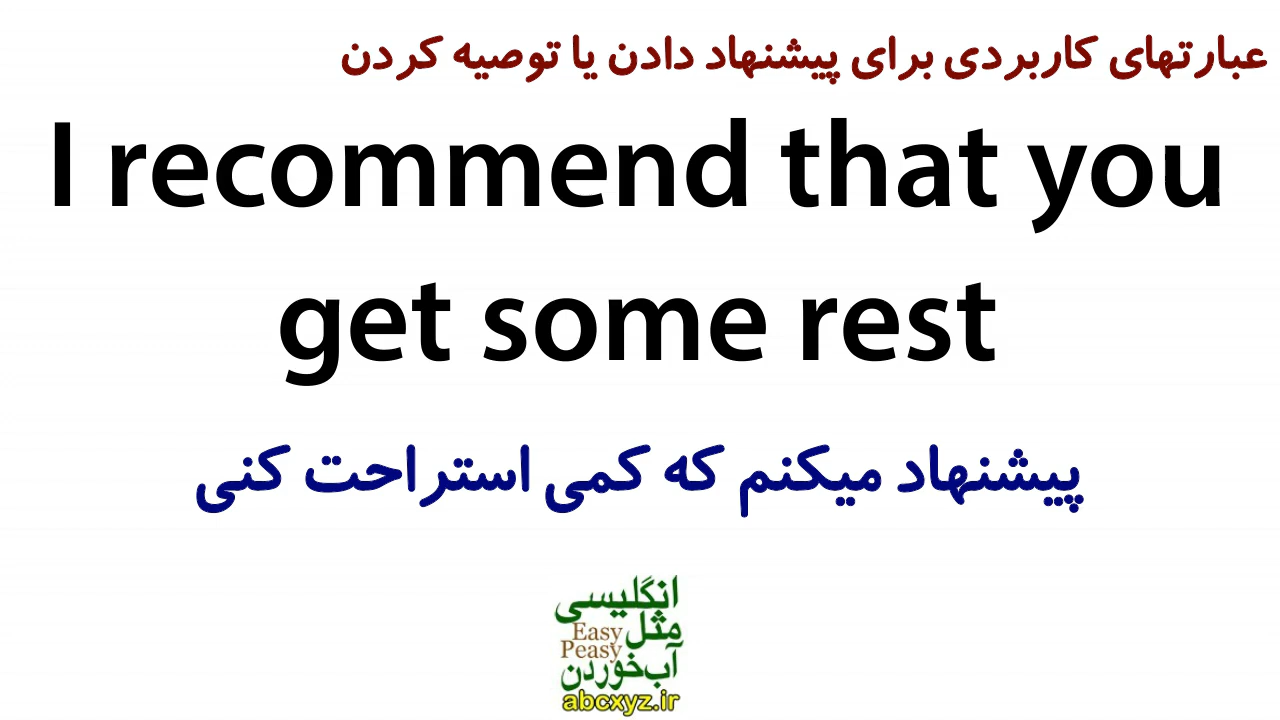 عبارتهای کاربردی برای پیشنهاد دادن یا توصیه کردن
I recommend that you
get some rest
پیشنهاد میکنم که کمی استراحت کنی
انگلیسی
مثل
Easy
Peasy
آب‌خوردن
abcxyz.ir